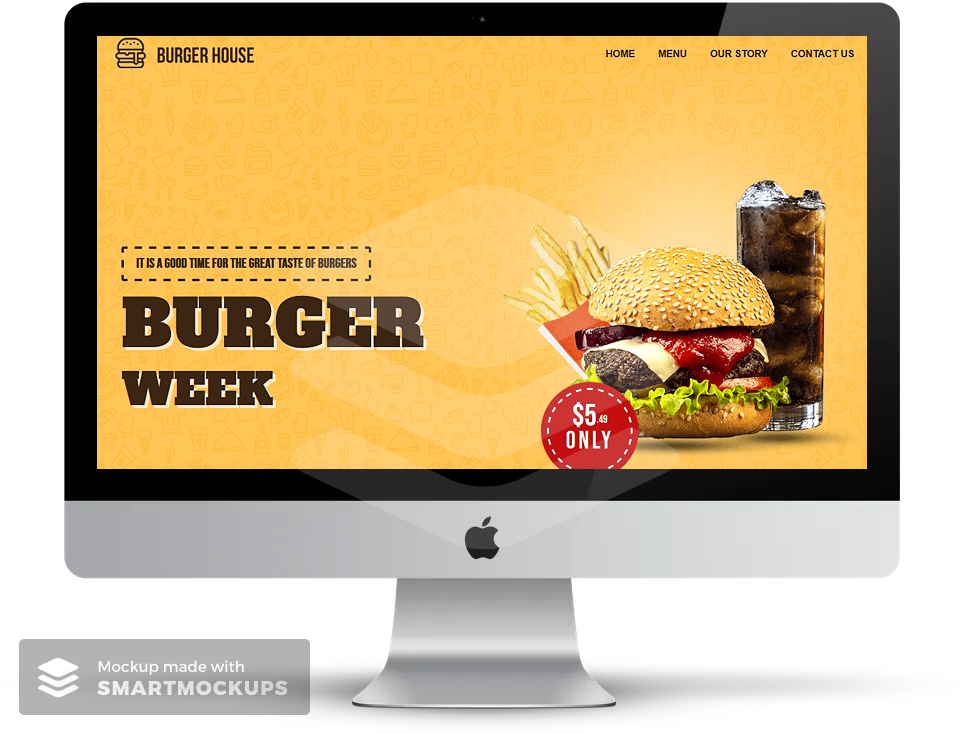 BURGER HOUSE
HOME MENU OUR STORY CONTACT US
IT IS A GOOD TIME FOR THE GREAT TASTE OF BURGERS
BURGER
WEEK
$5.49
ONLY
Mockup made with
SMARTMOCKUPS